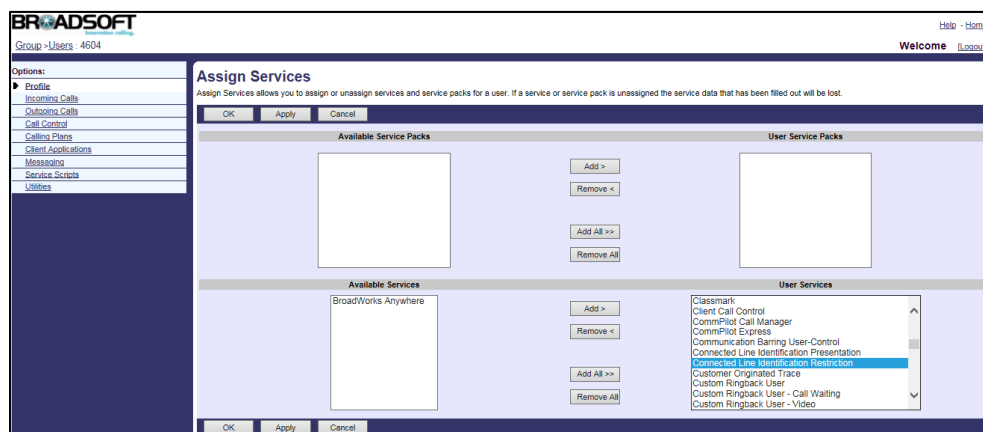 BROADSOFT
innovation calling.
Help - Home
Group >Users : 4604
Welcome [Logout
Options:
Profile
Incoming Calls
Outgoing Calls
Call Control
Calling Plans
Client Applications
Messaging
Service Scripts
Utilities
Assign Services
Assign Services allows you to assign or unassign services and service packs for a user. If a service or service pack is unassigned the service data that has been filled out will be lost.
OK Apply Cancel
Available Service Packs User Service Packs
Add >
Remove <
Add All >>
Remove All
Available Services User Services
BroadWorks Anywhere
Add >
Remove <
Add All >>
Remove All
Classmark
Client Call Control
CommPilot Call Manager
CommPilot Express
Communication Barring User-Control
Connected Line Identification Presentation
Connected Line Identification Restriction
Customer Originated Trace
Custom Ringback User
Custom Ringback User - Call Waiting
Custom Ringback User - Video
OK Apply Cancel